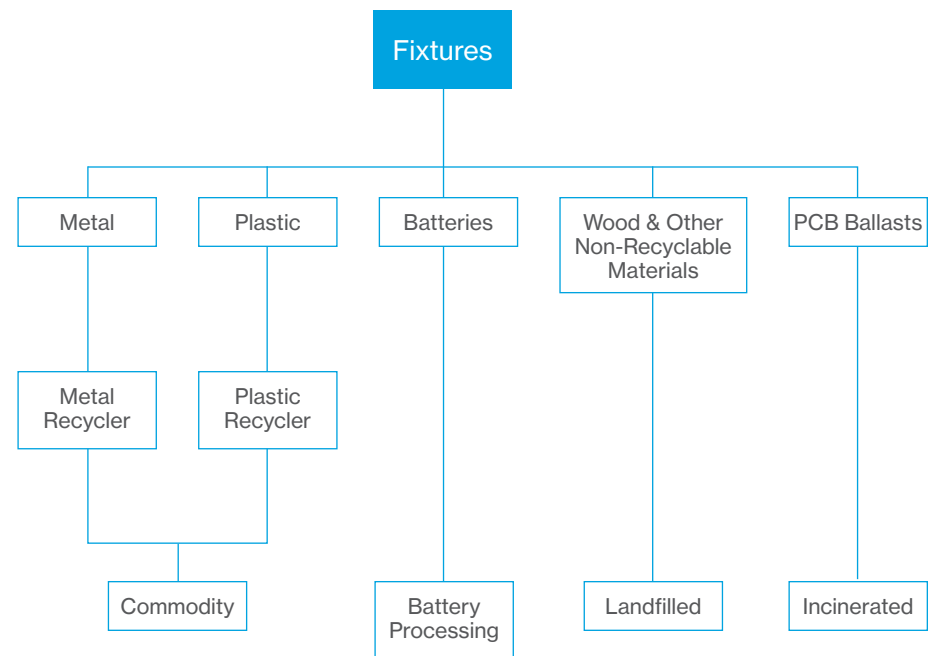 Fixtures
Metal
Plastic
Batteries
Wood & Other
Non-Recyclable
Materials
PCB Ballasts
Metal
Recycler
Plastic
Recycler
Commodity
Battery
Processing
Landfilled
Incinerated